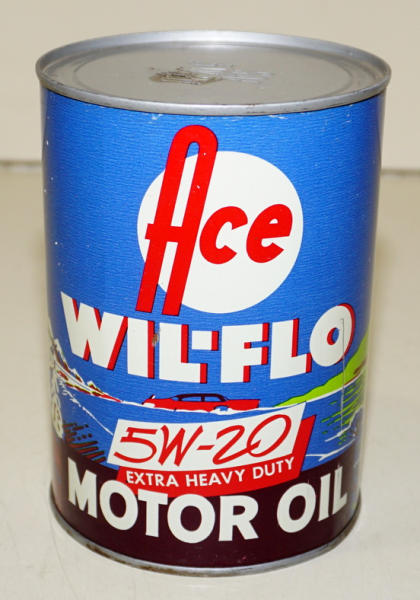 Ace
WIL-FLO
5W-20
EXTRA HEAVY DUTY
MOTOR OIL